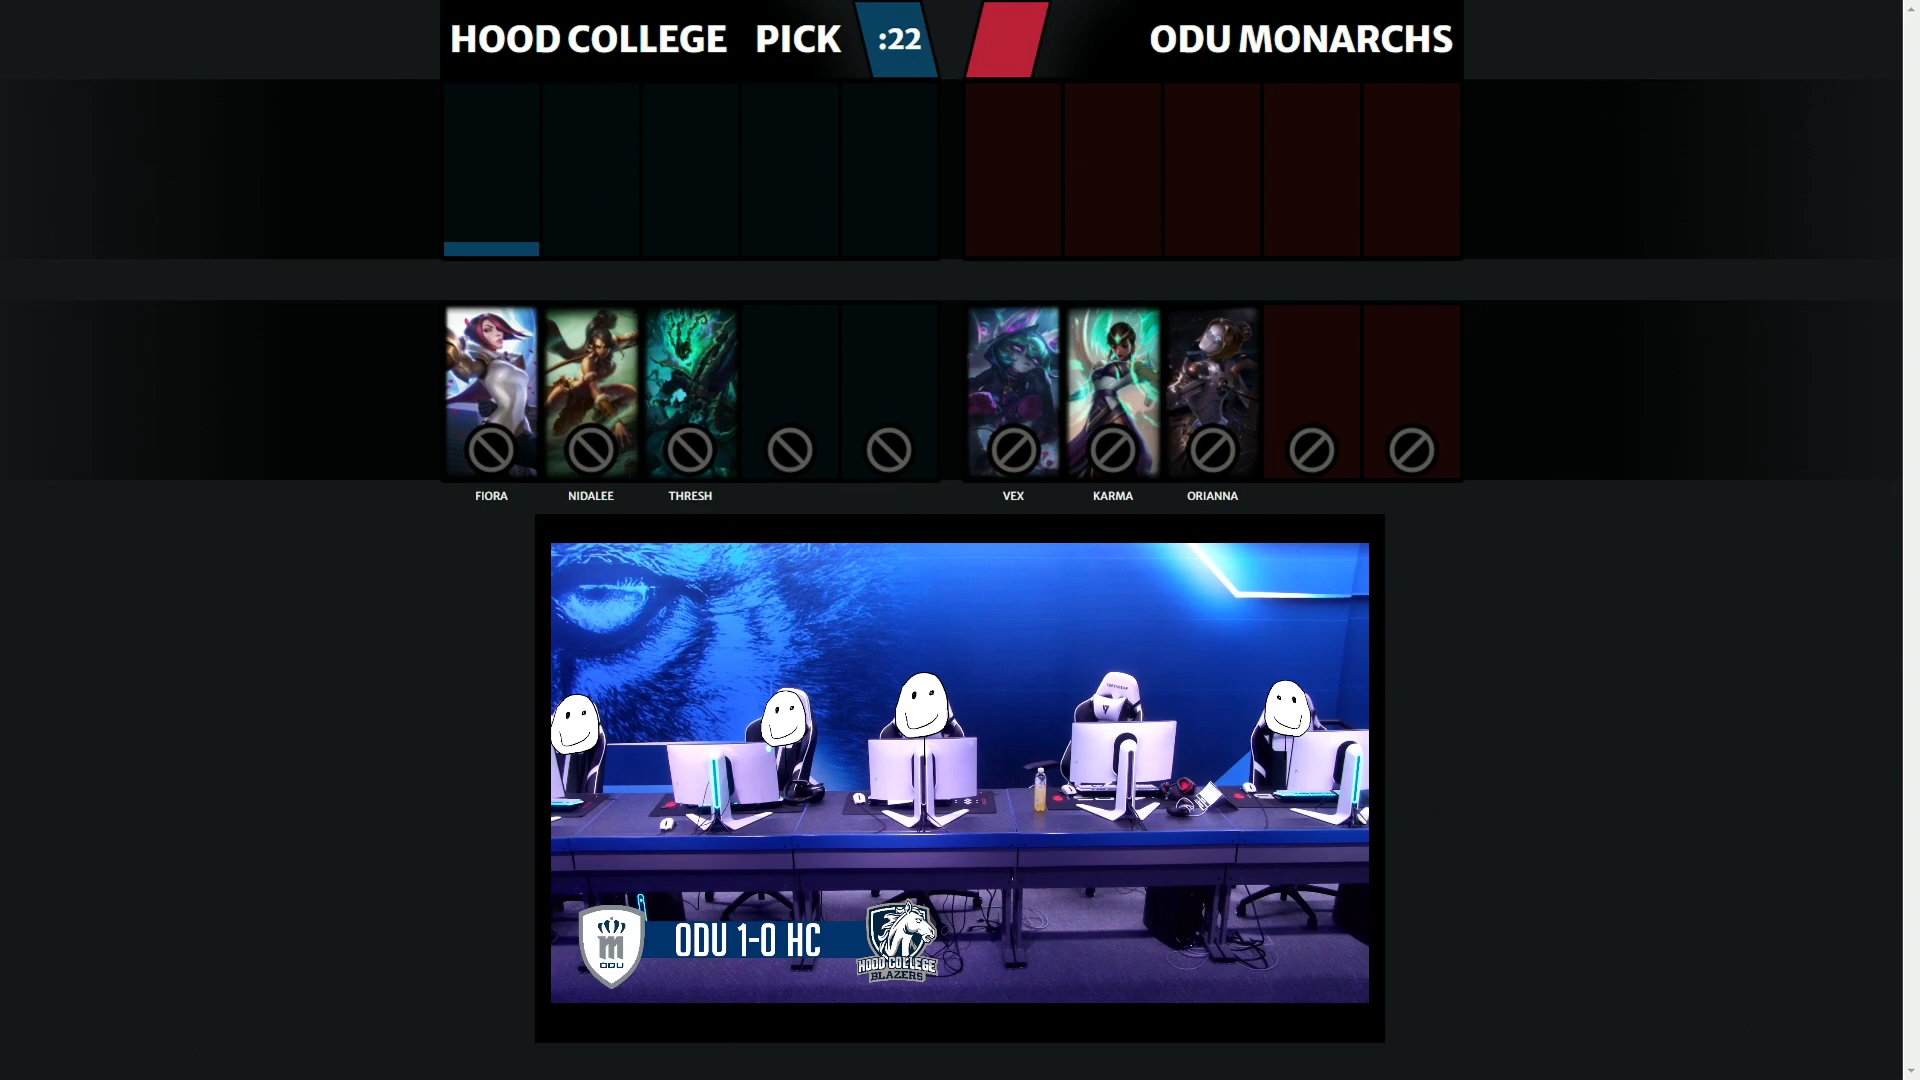 HOOD COLLEGE PICK :22 ODU MONARCHS
FIORA NIDALEE THRESH VEX KARMA ORIANNA
ODU 1-0 HC
m
ODU
HOOD COLLEGE
BLAZERS